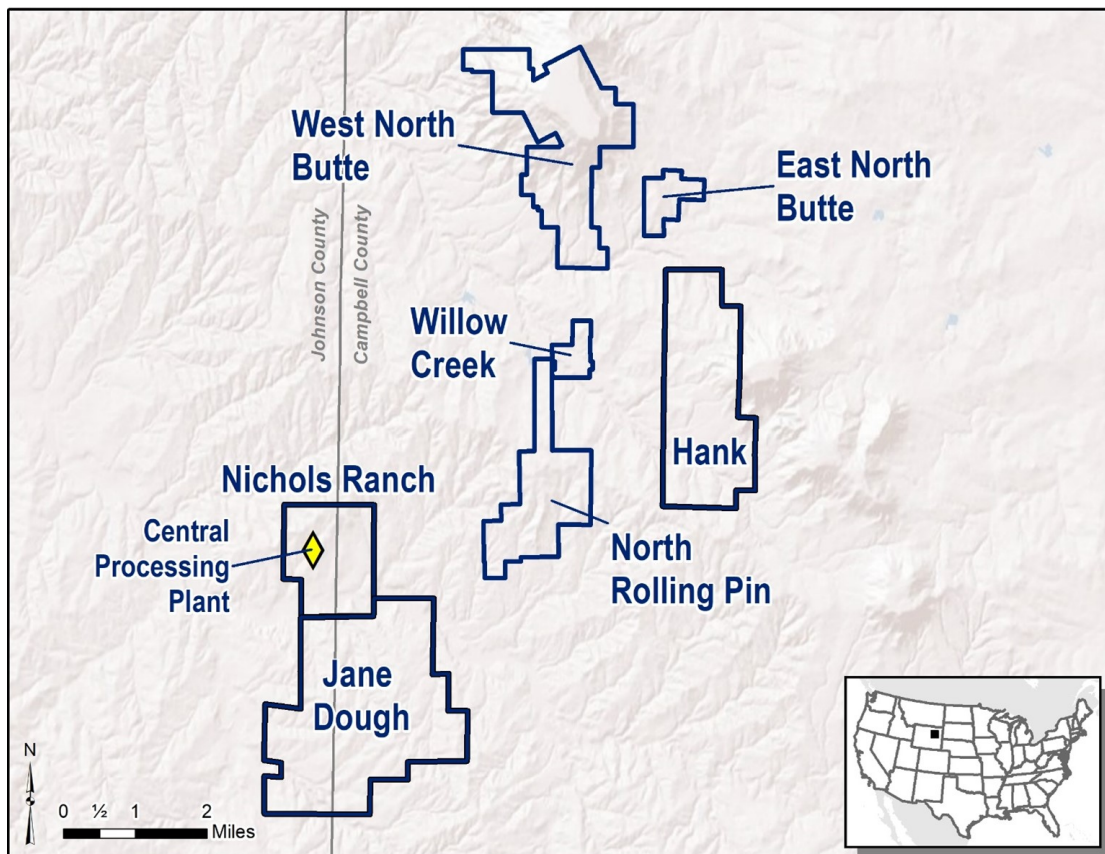 West North
Butte
East North
Butte
Johnson County
Campbell County
Willow
Creek
Hank
Nichols Ranch
Central
Processing
Plant
North
Rolling Pin
Jane
Dough
N
0 ½ 1 2
Miles